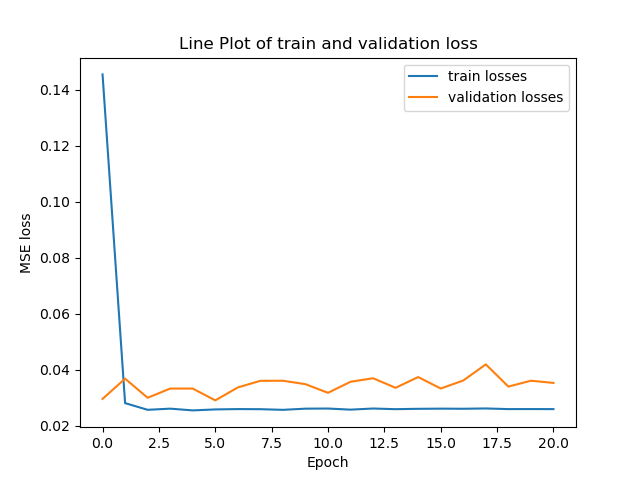 Line Plot of train and validation loss
train losses
validation losses
MSE loss
0.14
0.12
0.10
0.08
0.06
0.04
0.02
0.0 2.5 5.0 7.5 10.0 12.5 15.0 17.5 20.0
Epoch